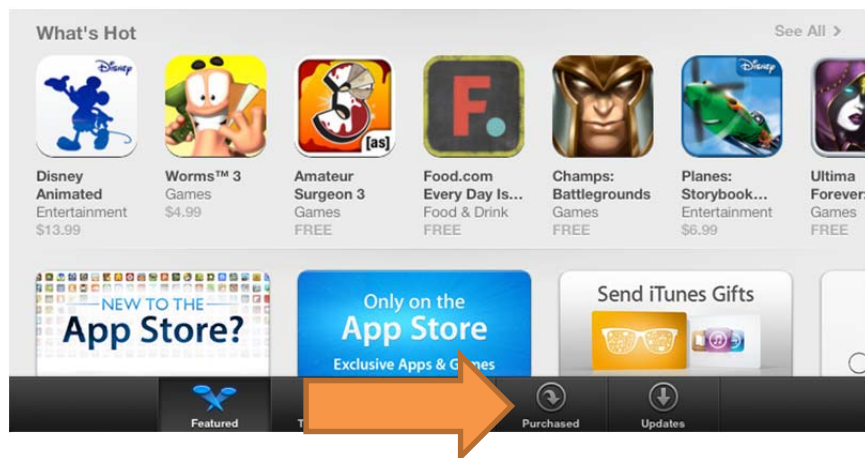 What's Hot
See All >
Disney
[as]
F.
Disney
Disney Animated
Entertainment
$13.99
Worms™ 3
Games
$4.99
Amateur Surgeon 3
Games
FREE
Food.com Every Day Is...
Food & Drink
FREE
Champs: Battlegrounds
Games
FREE
Planes: Storybook...
Entertainment
$6.99
Ultima Forever:
Games
FREE
NEW TO THE
App Store?
Only on the
App Store
Exclusive Apps & Games
Send iTunes Gifts
Featured
Purchased
Updates